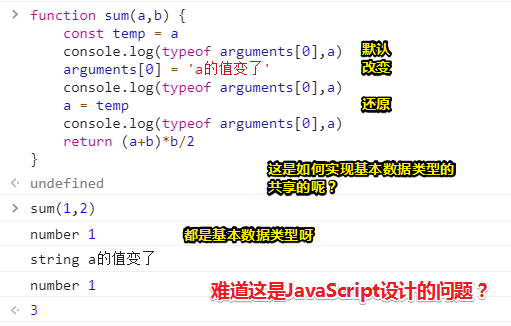 function sum(a,b) {
const temp = a
console.log(typeof arguments[0],a) 默认
arguments[0] = 'a的值变了' 改变
console.log(typeof arguments[0],a)
a = temp 还原
console.log(typeof arguments[0],a)
return (a+b)*b/2
}
这是如何实现基本数据类型的
共享的呢？
undefined
sum(1,2)
number 1 都是基本数据类型呀
string a的值变了
number 1
难道这是JavaScript设计的问题？
3